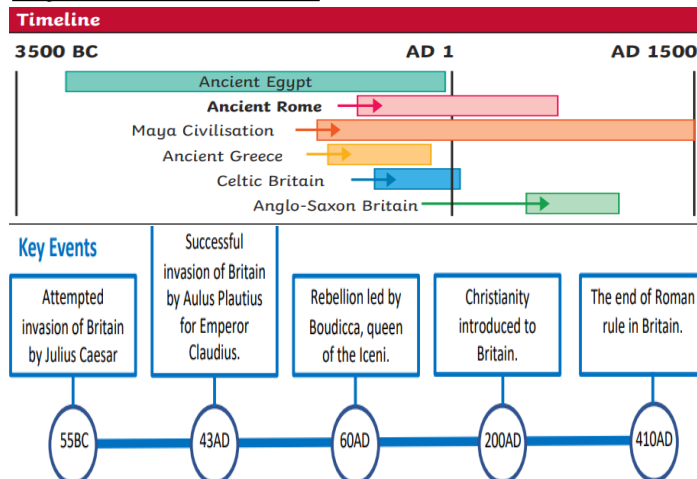 Timeline
3500 BC AD 1 AD 1500
Ancient Egypt
Ancient Rome
Maya Civilisation
Ancient Greece
Celtic Britain
Anglo-Saxon Britain
Key Events
Attempted
invasion of Britain
by Julius Caesar
Successful
invasion of Britain
by Aulus Plautius
for Emperor
Claudius.
Rebellion led by
Boudicca, queen
of the Iceni.
Christianity
introduced to
Britain.
The end of Roman
rule in Britain.
55BC 43AD 60AD 200AD 410AD